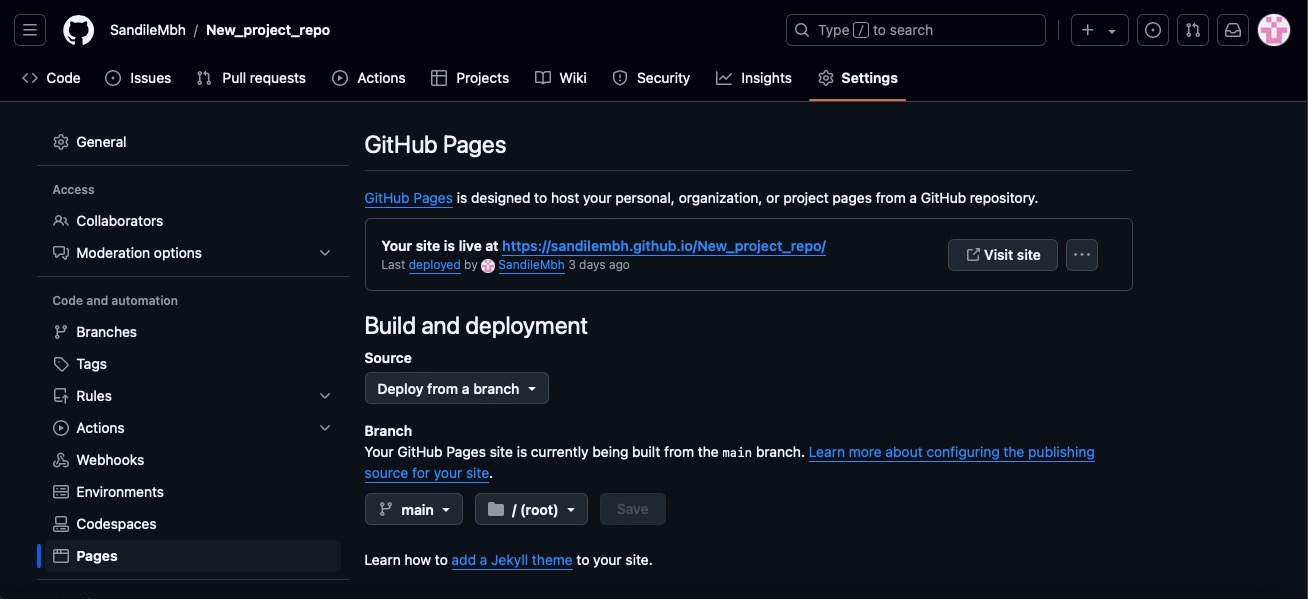 SandileMbh / New_project_repo
Type / to search
Code
Issues
Pull requests
Actions
Projects
Wiki
Security
Insights
Settings
General
Access
Collaborators
Moderation options
Code and automation
Branches
Tags
Rules
Actions
Webhooks
Environments
Codespaces
Pages
GitHub Pages
GitHub Pages is designed to host your personal, organization, or project pages from a GitHub repository.
Your site is live at https://sandilembh.github.io/New_project_repo/
Last deployed by SandileMbh 3 days ago
Visit site
Build and deployment
Source
Deploy from a branch
Branch
Your GitHub Pages site is currently being built from the main branch. Learn more about configuring the publishing
source for your site.
main
/ (root)
Save
Learn how to add a Jekyll theme to your site.